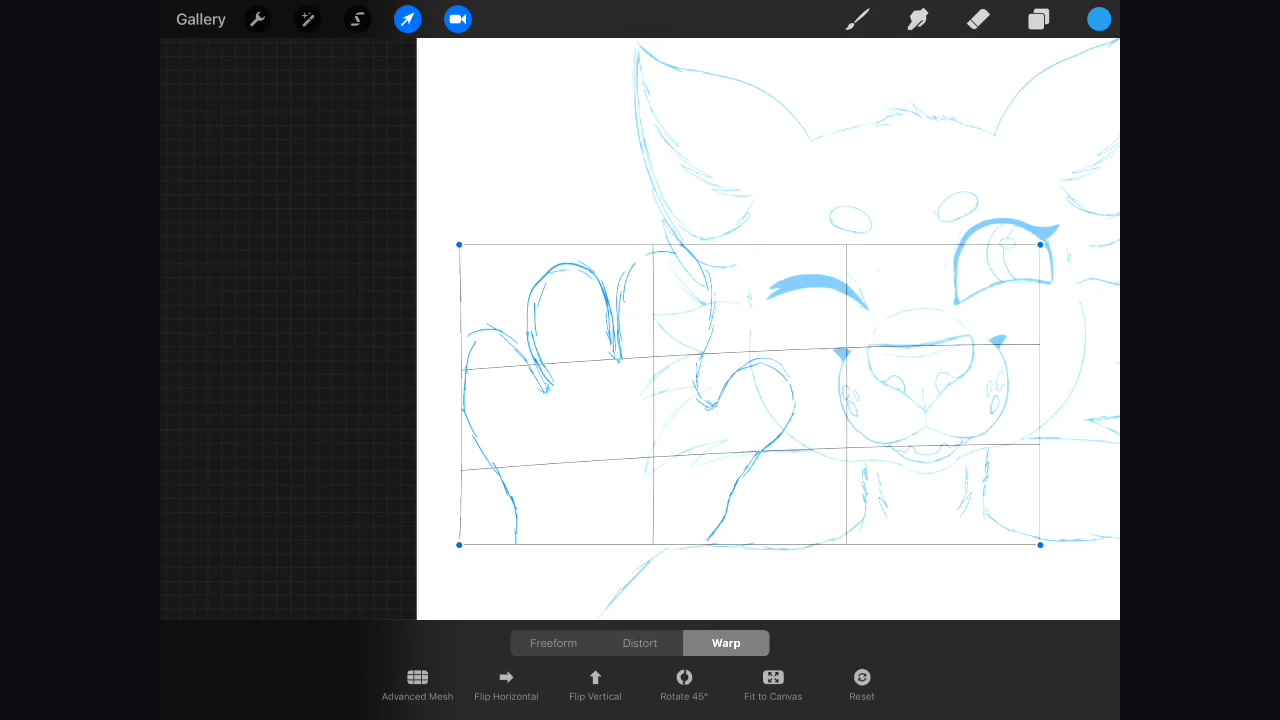 Gallery
Freeform Distort Warp
Advanced Mesh Flip Horizontal Flip Vertical Rotate 45° Fit to Canvas Reset